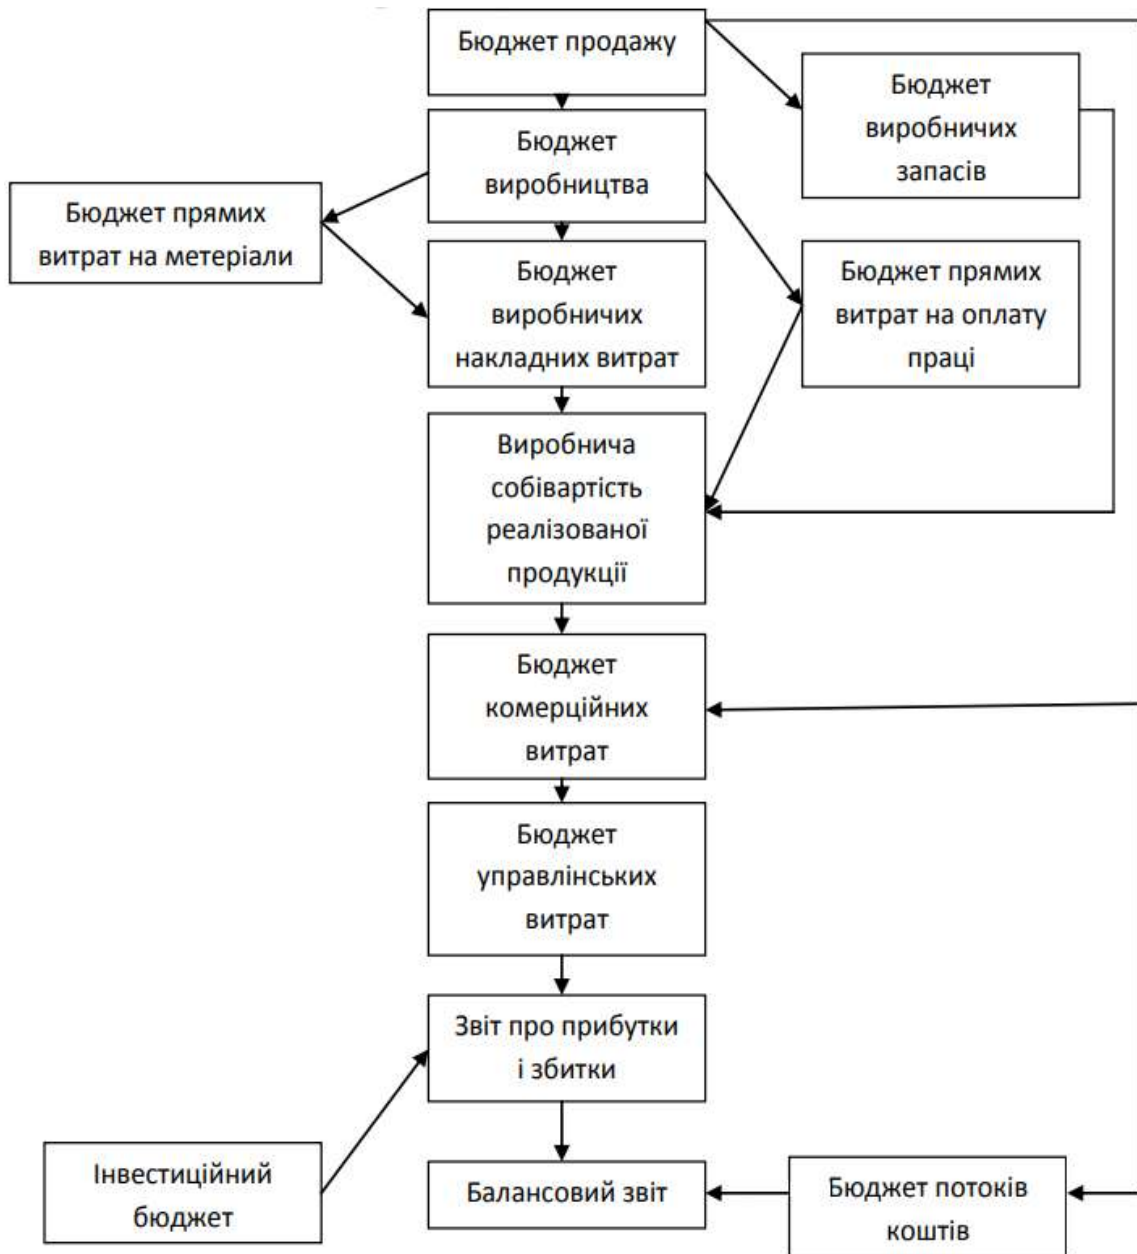 Бюджет продажу
Бюджет
виробничих
запасів
Бюджет
виробництва
Бюджет прямих
витрат на метеріали
Бюджет
виробничих
накладних витрат
Бюджет прямих
витрат на оплату
праці
Виробнича
собівартість
реалізованої
продукції
Бюджет
комерційних
витрат
Бюджет
управлінських
витрат
Звіт про прибутки
і збитки
Інвестиційний
бюджет
Балансовий звіт
Бюджет потоків
коштів